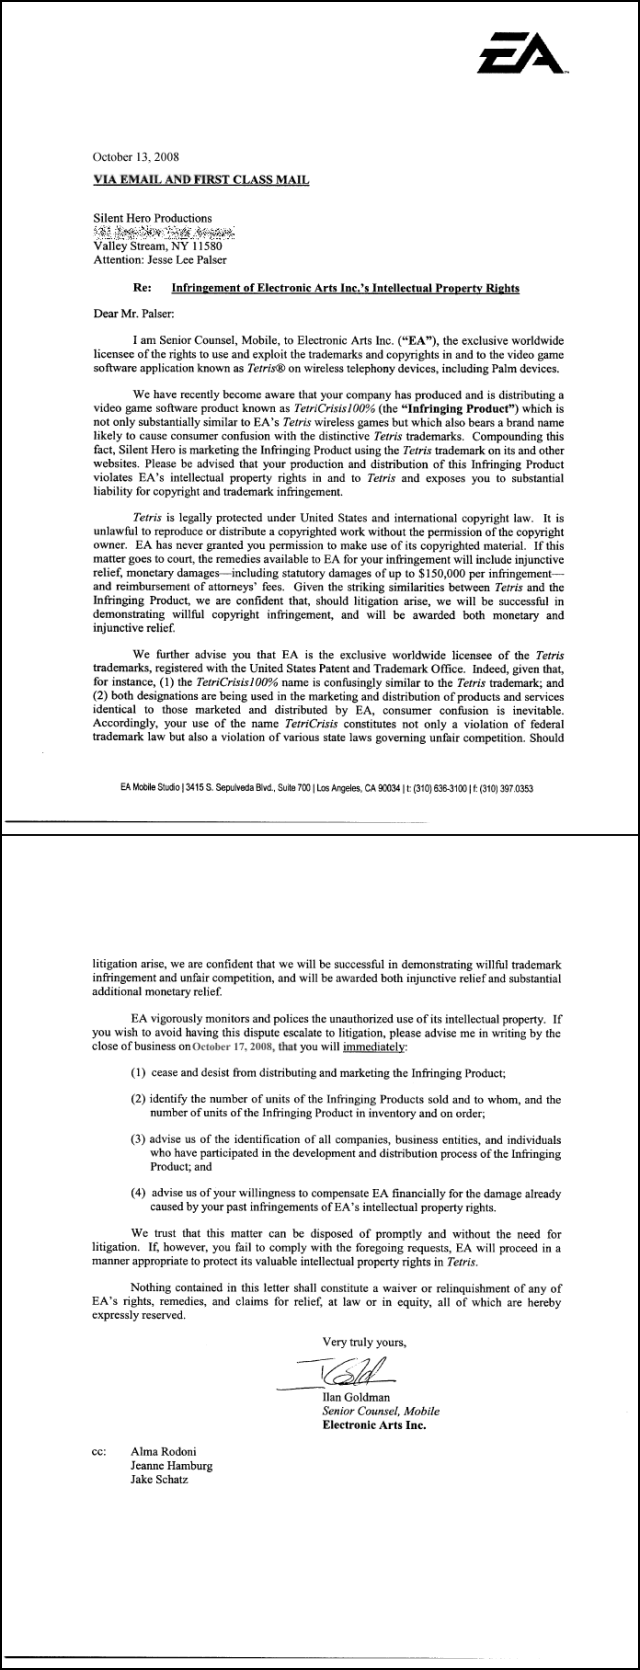 EA
October 13, 2008
VIA EMAIL AND FIRST CLASS MAIL
Silent Hero Productions
Valley Stream, NY 11580
Attention: Jesse Lee Palser
Re: Infringement of Electronic Arts Inc.'s Intellectual Property Rights
Dear Mr. Palser:
I am Senior Counsel, Mobile, to Electronic Arts Inc. (“EA”), the exclusive worldwide
licensee of the rights to use and exploit the trademarks and copyrights in and to the video game
software application known as Tetris® on wireless telephony devices, including Palm devices.
We have recently become aware that your company has produced and is distributing a
video game software product known as TetriCrisis100% (the “Infringing Product”) which is
not only substantially similar to EA's Tetris wireless games but which also bears a brand name
likely to cause consumer confusion with the distinctive Tetris trademarks. Compounding this
fact, Silent Hero is marketing the Infringing Product using the Tetris trademark on its and other
websites. Please be advised that your production and distribution of this Infringing Product
violates EA's intellectual property rights in and to Tetris and exposes you to substantial
liability for copyright and trademark infringement.
Tetris is legally protected under United States and international copyright law. It is
unlawful to reproduce or distribute a copyrighted work without the permission of the copyright
owner. EA has never granted you permission to make use of its copyrighted material. If this
matter goes to court, the remedies available to EA for your infringement will include injunctive
relief, monetary damages—including statutory damages of up to $150,000 per infringement—
and reimbursement of attorneys' fees. Given the striking similarities between Tetris and the
Infringing Product, we are confident that, should litigation arise, we will be successful in
demonstrating willful copyright infringement, and will be awarded both monetary and
injunctive relief.
We further advise you that EA is the exclusive worldwide licensee of the Tetris
trademarks, registered with the United States Patent and Trademark Office. Indeed, given that,
for instance, (1) the TetriCrisis100% name is confusingly similar to the Tetris trademark; and
(2) both designations are being used in the marketing and distribution of products and services
identical to those marketed and distributed by EA, consumer confusion is inevitable.
Accordingly, your use of the name TetriCrisis constitutes not only a violation of federal
trademark law but also a violation of various state laws governing unfair competition. Should
EA Mobile Studio | 3415 S. Sepulveda Blvd., Suite 700 | Los Angeles, CA 90034 | t: (310) 636-3100 | f: (310) 397.0353
litigation arise, we are confident that we will be successful in demonstrating willful trademark
infringement and unfair competition, and will be awarded both injunctive relief and substantial
additional monetary relief.
EA vigorously monitors and polices the unauthorized use of its intellectual property. If
you wish to avoid having this dispute escalate to litigation, please advise me in writing by the
close of business on October 17, 2008, that you will immediately:
(1) cease and desist from distributing and marketing the Infringing Product;
(2) identify the number of units of the Infringing Products sold and to whom, and the
number of units of the Infringing Product in inventory and on order;
(3) advise us of the identification of all companies, business entities, and individuals
who have participated in the development and distribution process of the Infringing
Product; and
(4) advise us of your willingness to compensate EA financially for the damage already
caused by your past infringements of EA's intellectual property rights.
We trust that this matter can be disposed of promptly and without the need for
litigation. If, however, you fail to comply with the foregoing requests, EA will proceed in a
manner appropriate to protect its valuable intellectual property rights in Tetris.
Nothing contained in this letter shall constitute a waiver or relinquishment of any of
EA's rights, remedies, and claims for relief, at law or in equity, all of which are hereby
expressly reserved.
Very truly yours,
Ilan Goldman
Senior Counsel, Mobile
Electronic Arts Inc.
cc: Alma Rodoni
Jeanne Hamburg
Jake Schatz